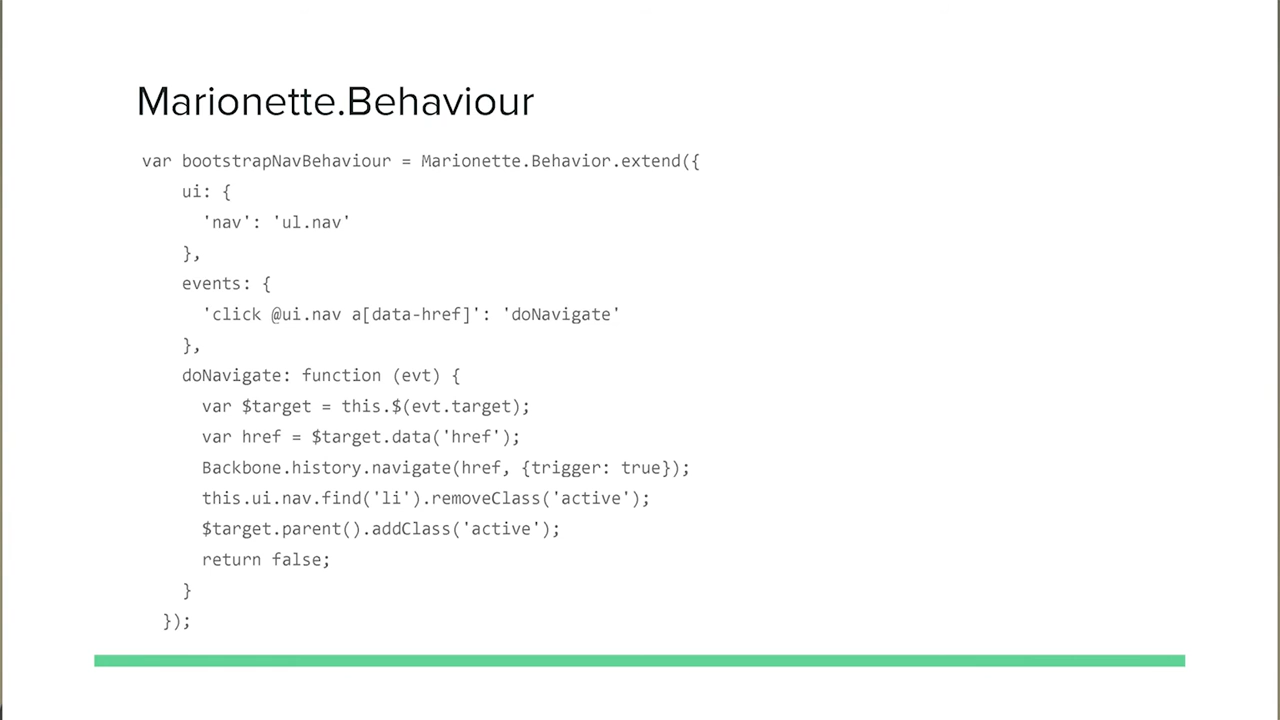 Marionette.Behaviour
var bootstrapNavBehaviour = Marionette.Behavior.extend({
ui: {
'nav': 'ul.nav'
},
events: {
'click @ui.nav a[data-href]': 'doNavigate'
},
doNavigate: function (evt) {
var $target = this.$(evt.target);
var href = $target.data('href');
Backbone.history.navigate(href, {trigger: true});
this.ui.nav.find('li').removeClass('active');
$target.parent().addClass('active');
return false;
}
});